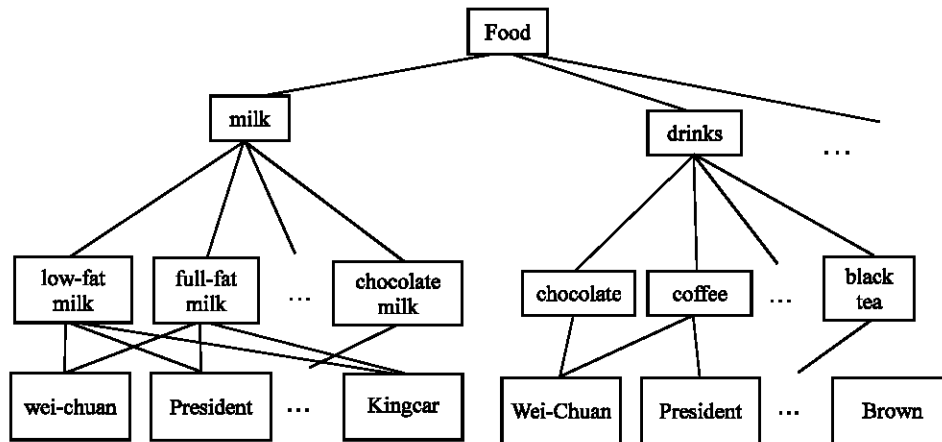 Food
milk
drinks
...
low-fat
milk
full-fat
milk
...
chocolate
milk
chocolate
coffee
...
black
tea
wei-chuan
President
...
Kingcar
Wei-Chuan
President
...
Brown